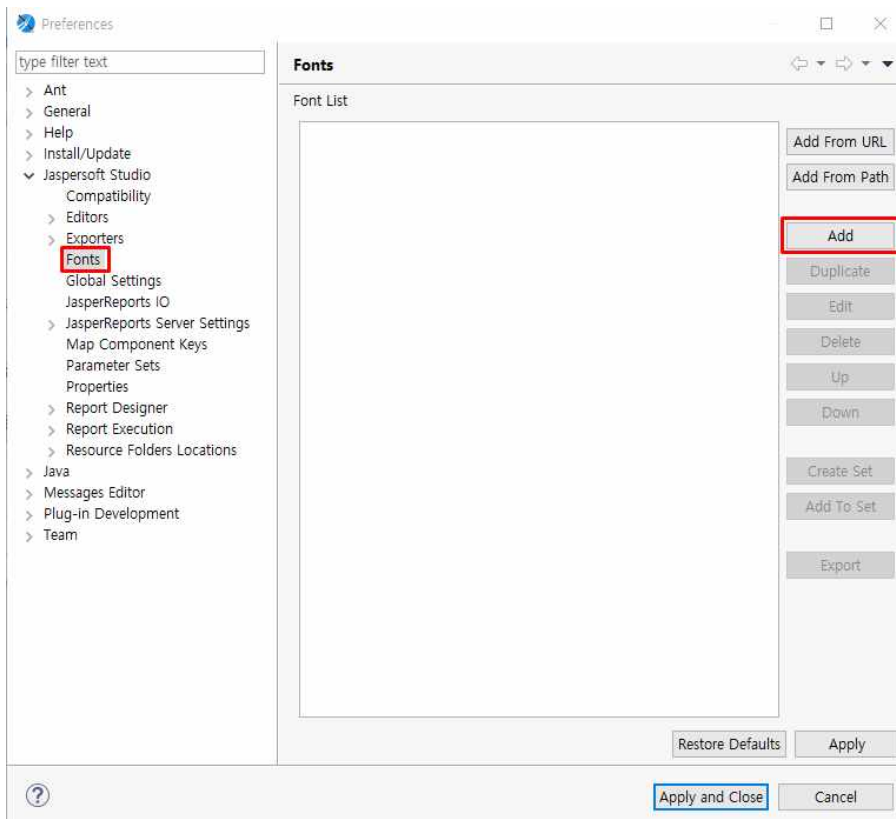 Preferences
type filter text
Ant
General
Help
Install/Update
Jaspersoft Studio
Compatibility
Editors
Exporters
Fonts
Global Settings
JasperReports IO
JasperReports Server Settings
Map Component Keys
Parameter Sets
Properties
Report Designer
Report Execution
Resource Folders Locations
Java
Messages Editor
Plug-in Development
Team
Fonts
Font List
Add From URL
Add From Path
Add
Duplicate
Edit
Delete
Up
Down
Create Set
Add To Set
Export
Restore Defaults
Apply
?
Apply and Close
Cancel